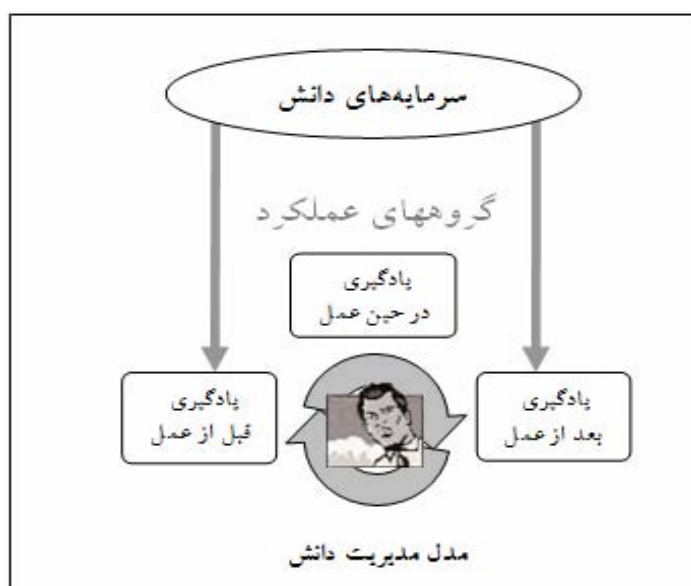 سرمایه‌های دانش
گروههای عملکرد
یادگیری
در حین عمل
یادگیری
بعد از عمل
یادگیری
قبل از عمل
مدل مدیریت دانش